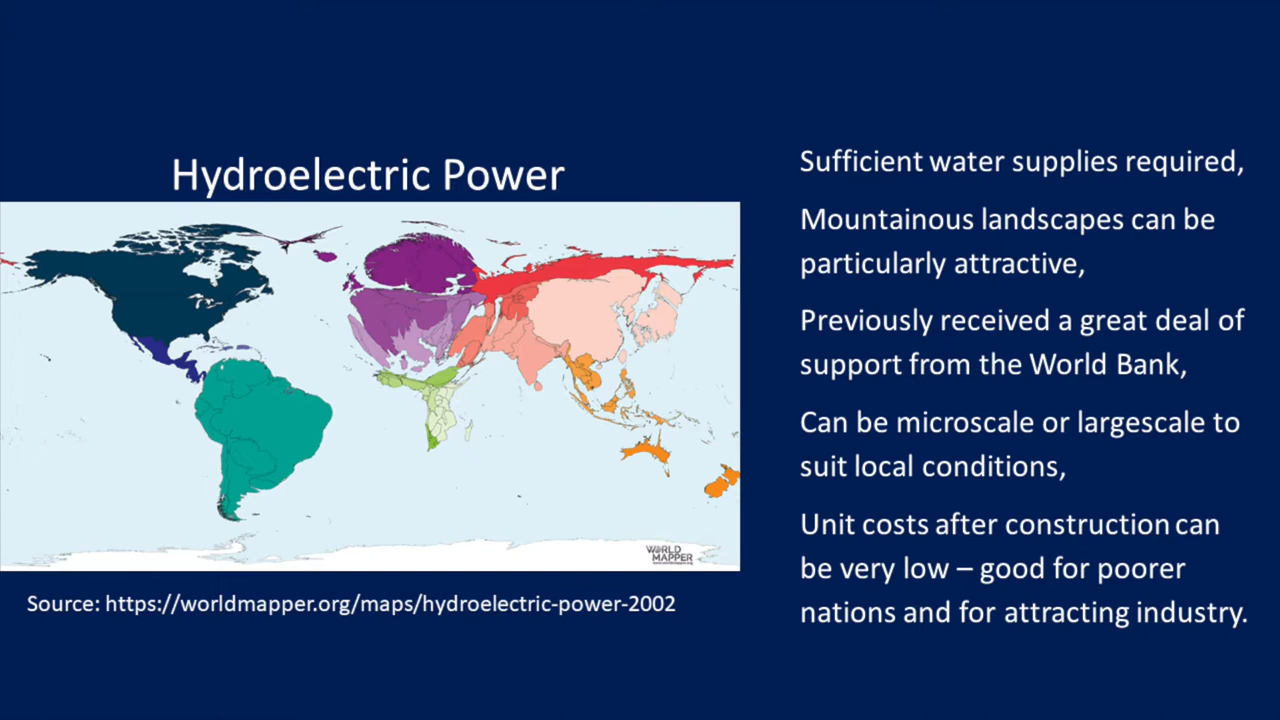 Hydroelectric Power
WORLD
MAPPER
www.worldmapper.org
Source: https://worldmapper.org/maps/hydroelectric-power-2002
Sufficient water supplies required,
Mountainous landscapes can be
particularly attractive,
Previously received a great deal of
support from the World Bank,
Can be microscale or largescale to
suit local conditions,
Unit costs after construction can
be very low – good for poorer
nations and for attracting industry.